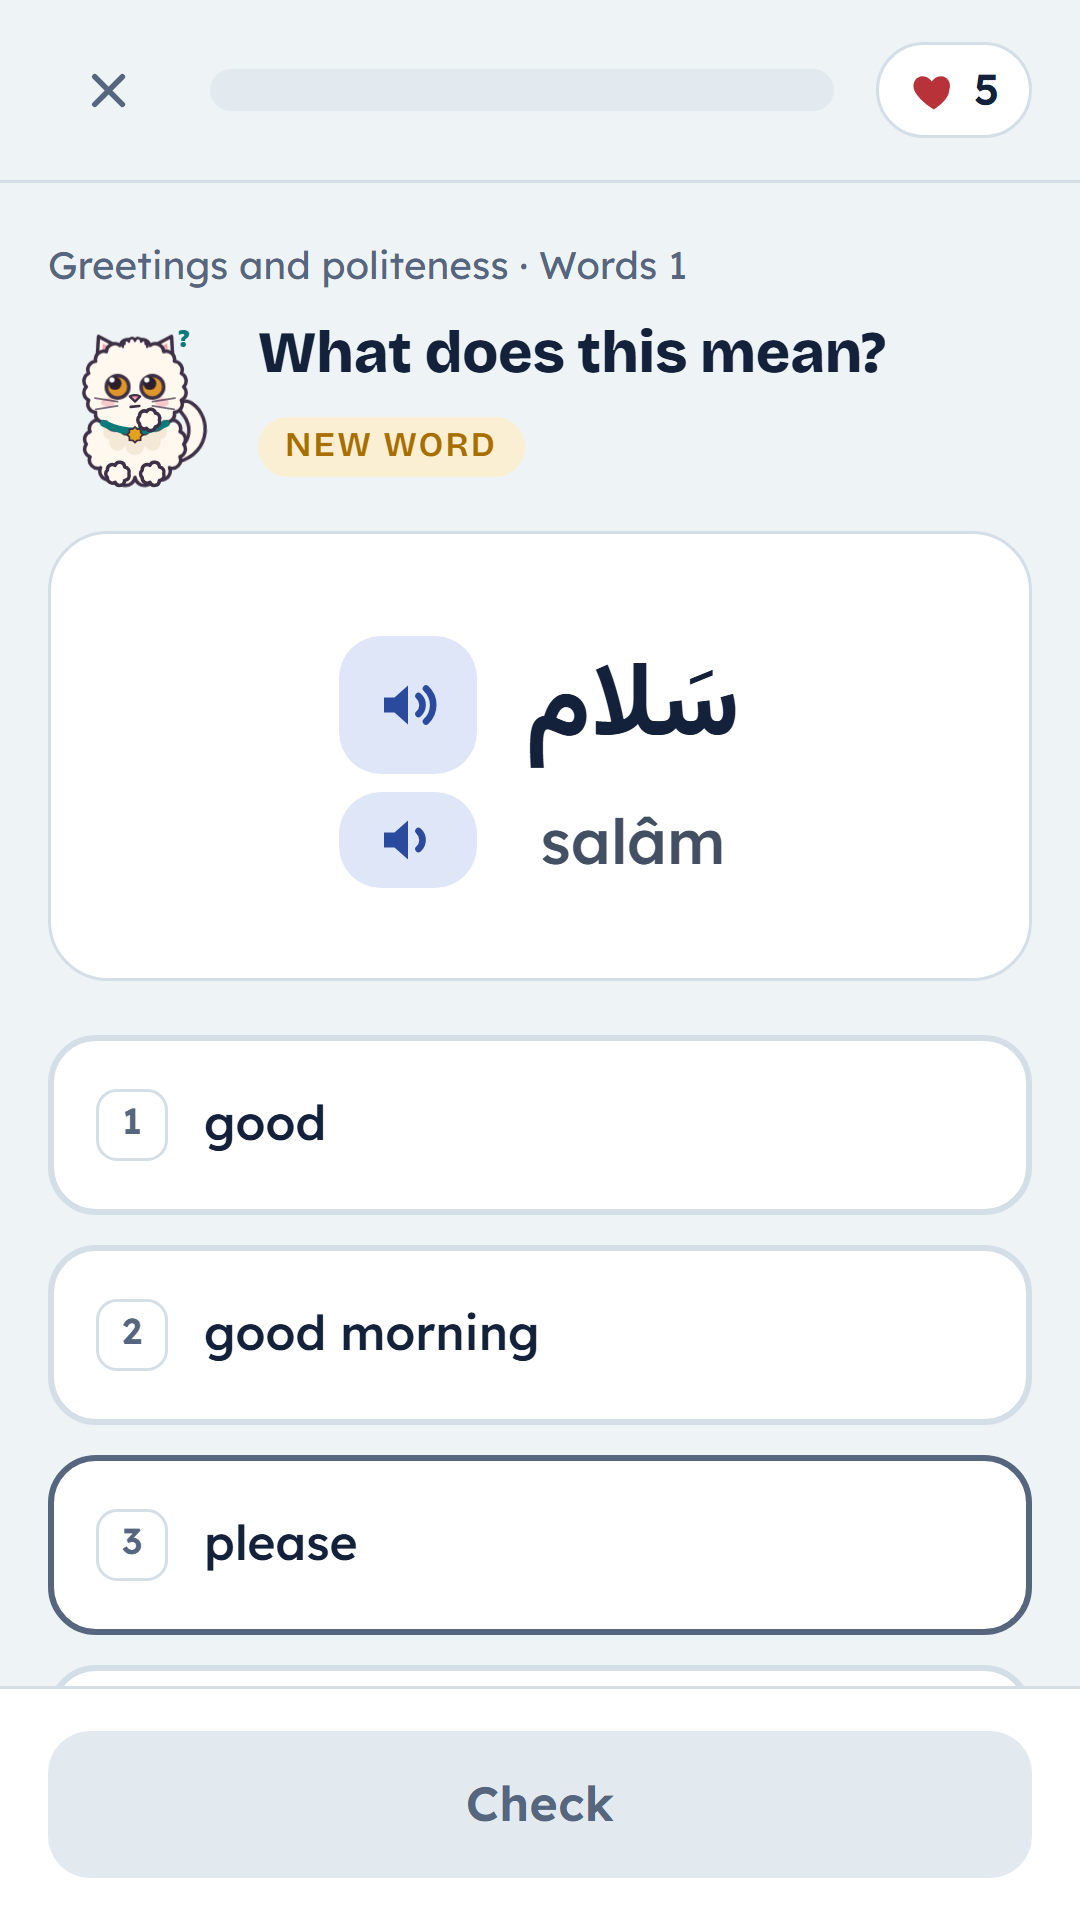 5
Greetings and politeness · Words 1
?
What does this mean?
NEW WORD
سَلام
salâm
1 good
2 good morning
3 please
Check